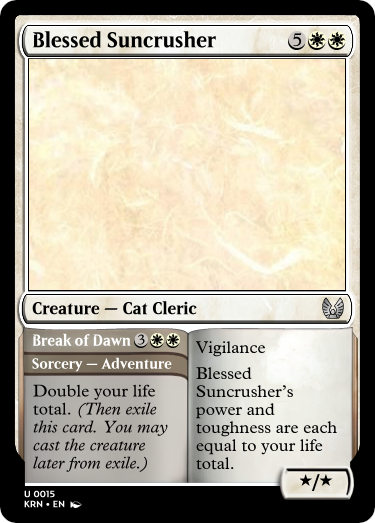 Blessed Suncrusher 5
Creature — Cat Cleric
Break of Dawn 3
Sorcery — Adventure
Double your life
total. (Then exile
this card. You may
cast the creature
later from exile.)
Vigilance
Blessed
Suncrusher's
power and
toughness are each
equal to your life
total.
★/★
U 0015
KRN • EN